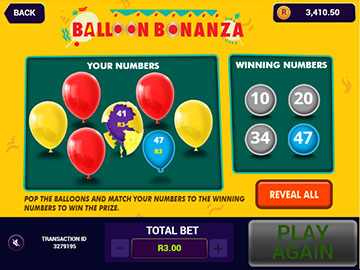 BACK
BALLOON BONANZA
R 3,410.50
YOUR NUMBERS
WINNING NUMBERS
41
R3
47
R3
10 20
34 47
POP THE BALLOONS AND MATCH YOUR NUMBERS TO THE WINNING
NUMBERS TO WIN THE PRIZE.
REVEAL ALL
TRANSACTION ID
3279195
TOTAL BET
- R3.00 +
PLAY
AGAIN